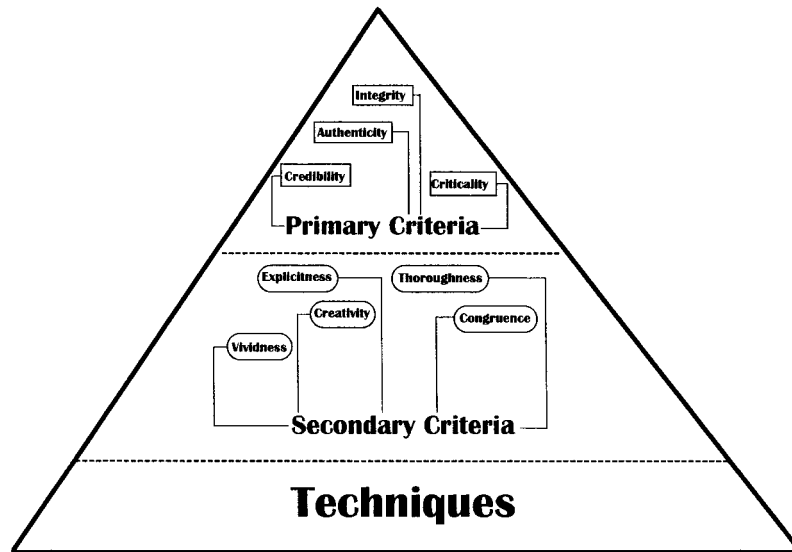 Integrity
Authenticity
Credibility
Criticality
Primary Criteria
Explicitness
Thoroughness
Creativity
Congruence
Vividness
Secondary Criteria
Techniques